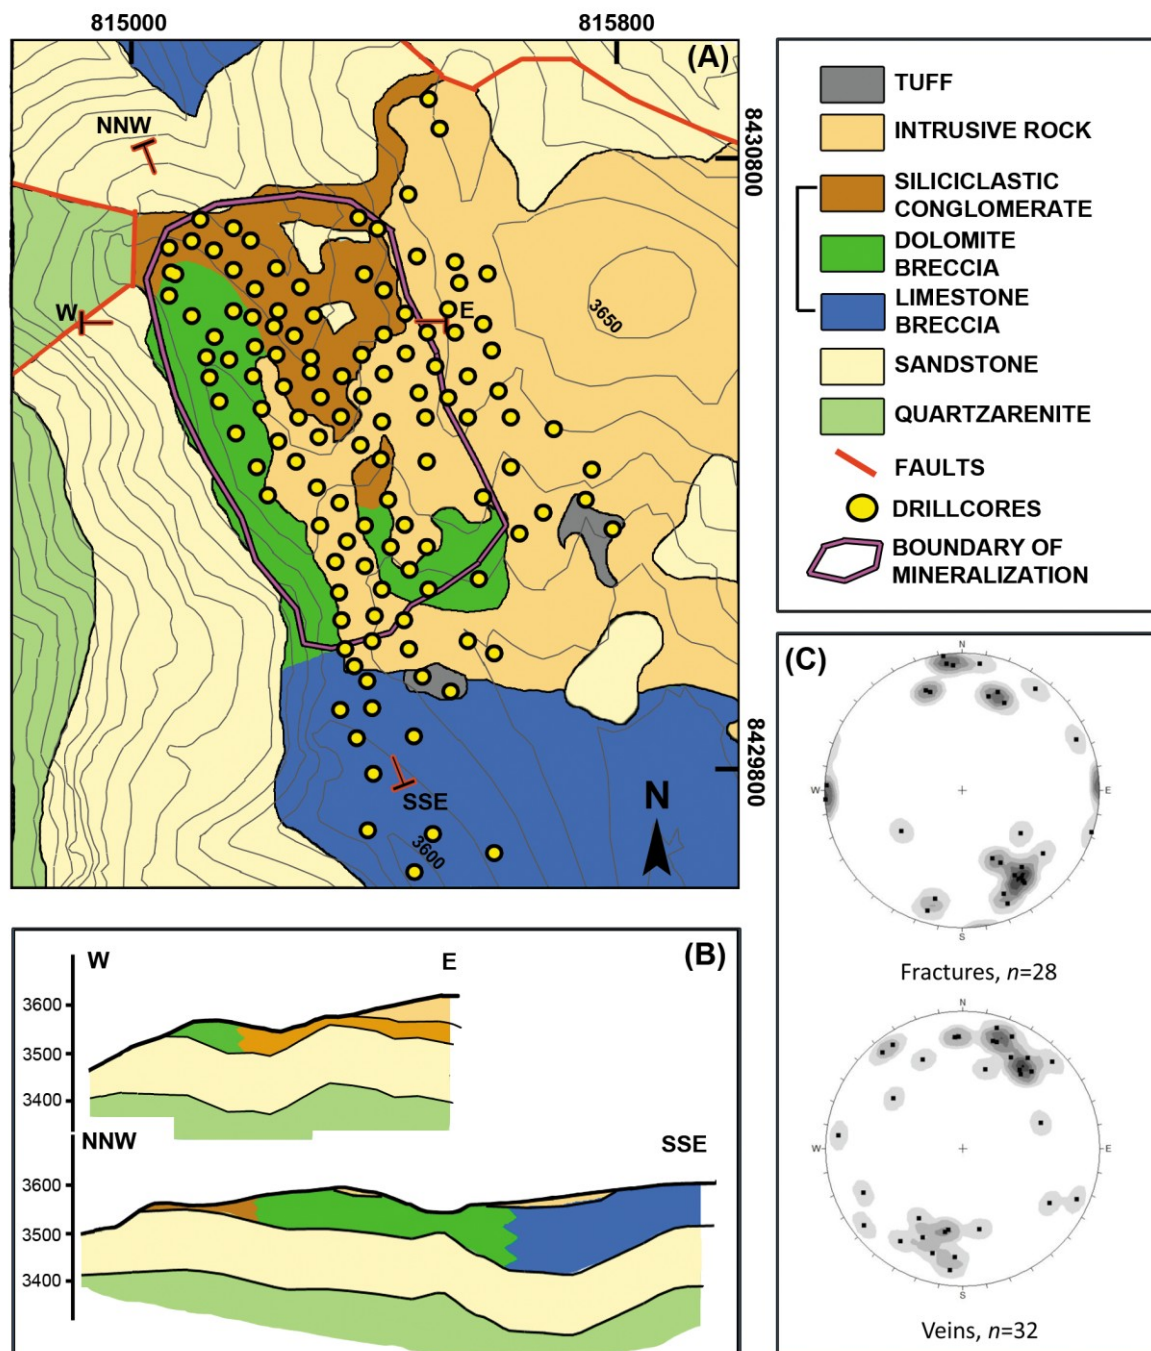 815000
815800
(A)
NNW
8430800
W
E
3650
8429800
N
SSE
3600
TUFF
INTRUSIVE ROCK
SILICICLASTIC
CONGLOMERATE
DOLOMITE
BRECCIA
LIMESTONE
BRECCIA
SANDSTONE
QUARTZARENITE
FAULTS
DRILLCORES
BOUNDARY OF
MINERALIZATION
(B)
W
E
3600
3500
3400
NNW
SSE
3600
3500
3400
(C)
N
W
E
S
Fractures, n=28
N
W
E
S
Veins, n=32